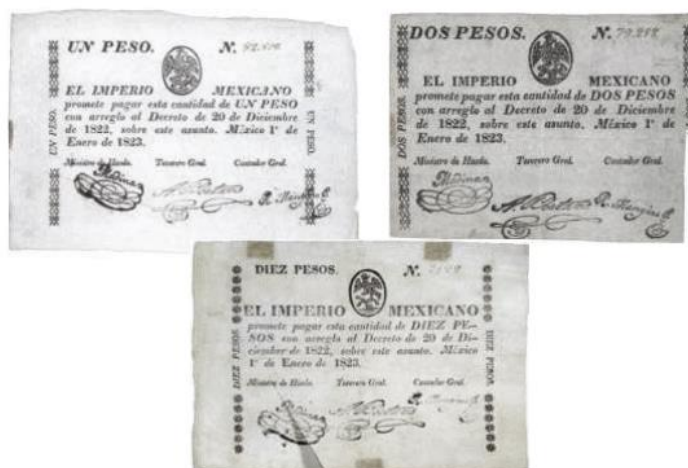 UN PESO. N.
EL IMPERIO MEXICANO
promete pagar esta cantidad de UN PESO
con arreglo al Decreto de 20 de Diciembre
de 1822, sobre este asunto. México 1º de
Enero de 1823.
Ministro de Hacda. Tesorero Gral. Contador Gral.
UN PESO.
UN PESO.
DOS PESOS. N. 79.212
EL IMPERIO MEXICANO
promete pagar esta cantidad de DOS PESOS
con arreglo al Decreto de 20 de Diciembre
de 1822, sobre este asunto. México 1º de
Enero de 1823.
Ministro de Hacda. Tesorero Gral. Contador Gral.
DOS PESOS.
DIEZ PESOS. N.
EL IMPERIO MEXICANO
promete pagar esta cantidad de DIEZ PE-
SOS con arreglo al Decreto de 20 de Di-
ciembre de 1822, sobre este asunto. México
1º de Enero de 1823.
Ministro de Hacda. Tesorero Gral. Contador Gral.
DIEZ PESOS
DIEZ PESOS.